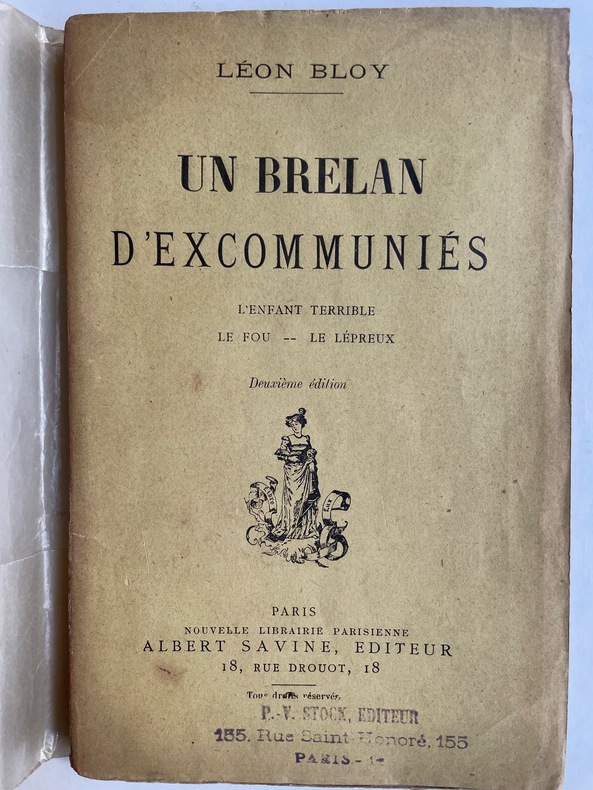 LÉON BLOY
UN BRELAN
D'EXCOMMUNIÉS
L'ENFANT TERRIBLE
LE FOU -- LE LÉPREUX
Deuxième édition
PARIS
NOUVELLE LIBRAIRIE PARISIENNE
ALBERT SAVINE, EDITEUR
18, RUE DROUOT, 18
Tous droits réservés.
P.-V. STOCK, EDITEUR
155, Rue Saint-Honoré, 155
PARIS - 1